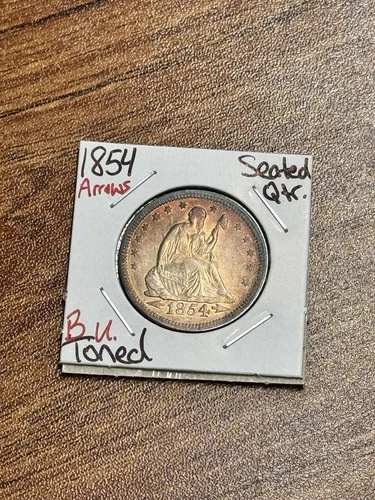 1854 Seated
Arrows Qtr.
1854
B.U.
Toned